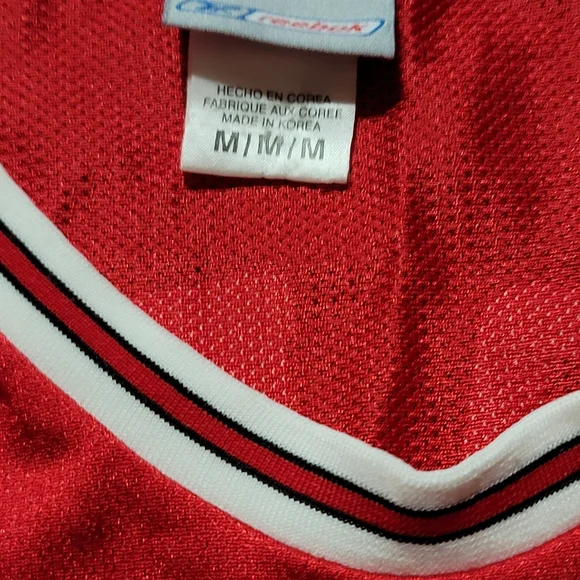 Reebok
HECHO EN COREA
FABRIQUE AUX COREE
MADE IN KOREA
M/M/M